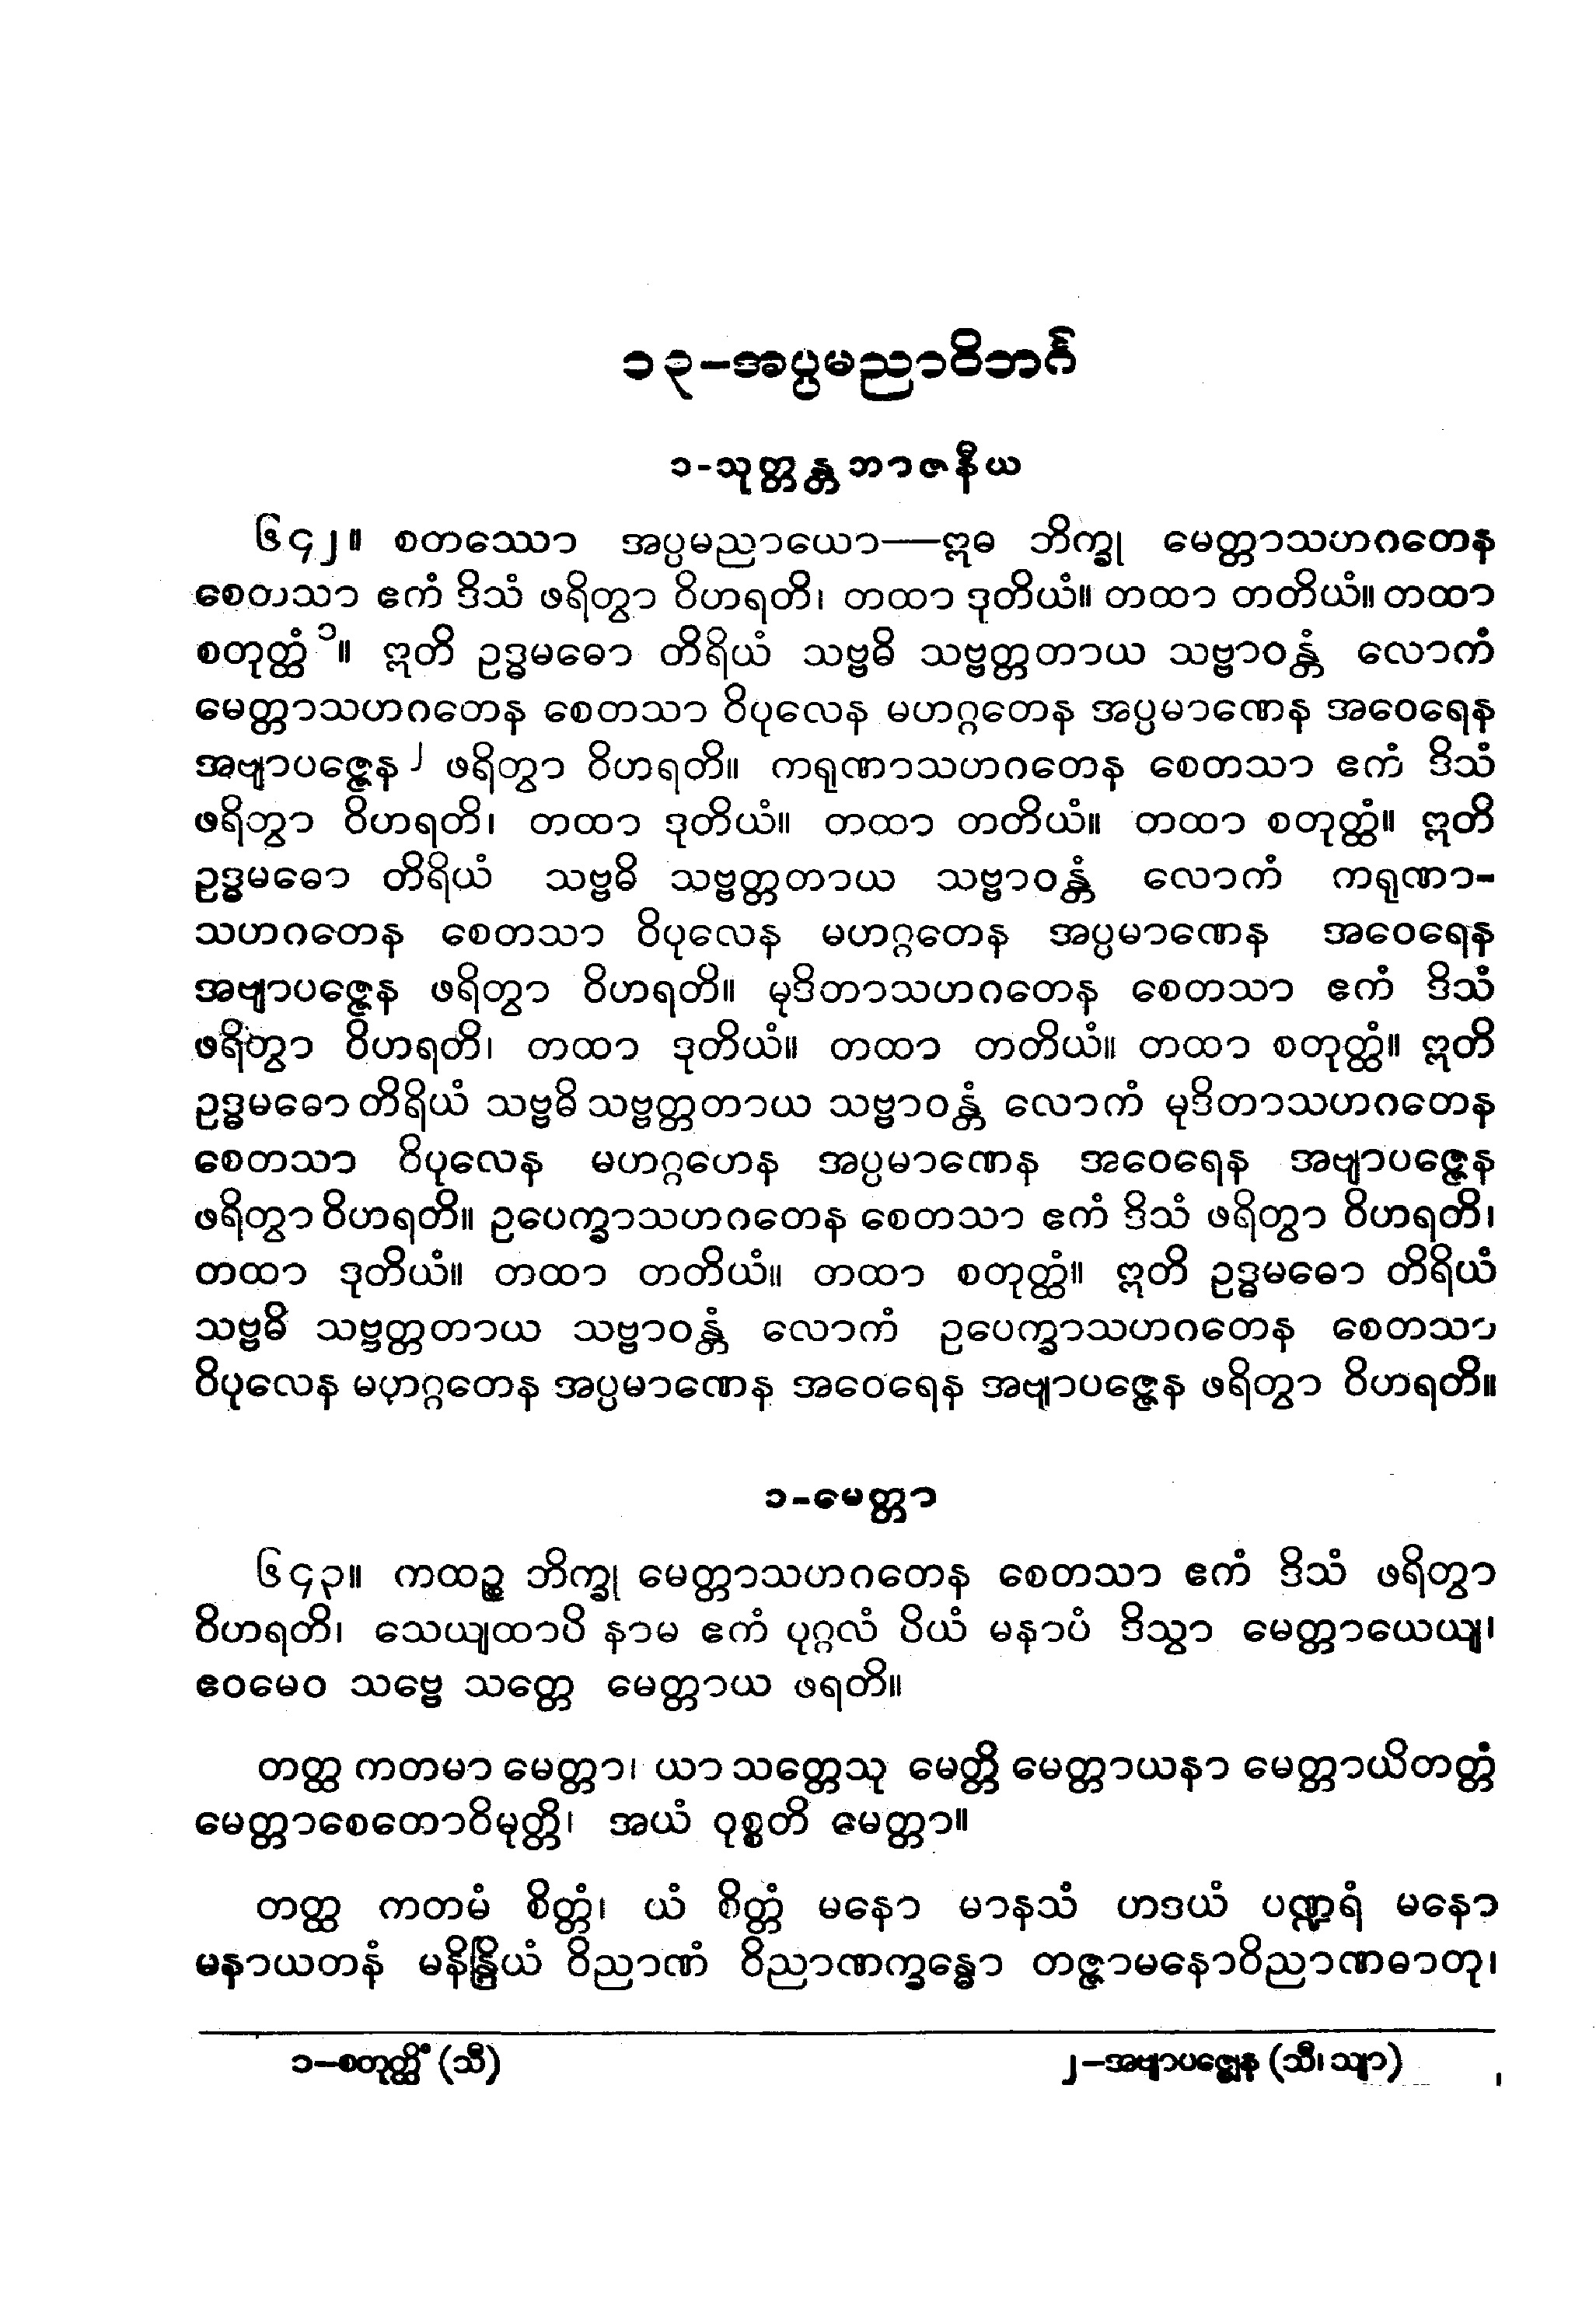 ၁၃–အပ္ပမညာဝိဘင်္ဂ
၁-သုတ္တန္တဘာဇနီယ
၆၄၂။ စတဿော အပ္ပမညာယော—ဣဓ ဘိက္ခု မေတ္တာသဟဂတေန
စေတသာ ဧကံ ဒိသံ ဖရိတွာ ဝိဟရတိ၊ တထာ ဒုတိယံ။ တထာ တတိယံ။ တထာ
စတုတ္ထံ ၁။ ဣတိ ဥဒ္ဓမဓော တိရိယံ သဗ္ဗဓိ သဗ္ဗတ္တတာယ သဗ္ဗာဝန္တံ လောကံ
မေတ္တာသဟဂတေန စေတသာ ဝိပုလေန မဟဂ္ဂတေန အပ္ပမာဏေန အဝေရေန
အဗျာပဇ္ဇေန ၂ ဖရိတွာ ဝိဟရတိ။ ကရုဏာသဟဂတေန စေတသာ ဧကံ ဒိသံ
ဖရိတွာ ဝိဟရတိ၊ တထာ ဒုတိယံ။ တထာ တတိယံ။ တထာ စတုတ္ထံ။ ဣတိ
ဥဒ္ဓမဓော တိရိယံ သဗ္ဗဓိ သဗ္ဗတ္တတာယ သဗ္ဗာဝန္တံ လောကံ ကရုဏာ-
သဟဂတေန စေတသာ ဝိပုလေန မဟဂ္ဂတေန အပ္ပမာဏေန အဝေရေန
အဗျာပဇ္ဇေန ဖရိတွာ ဝိဟရတိ။ မုဒိတာသဟဂတေန စေတသာ ဧကံ ဒိသံ
ဖရိတွာ ဝိဟရတိ၊ တထာ ဒုတိယံ။ တထာ တတိယံ။ တထာ စတုတ္ထံ။ ဣတိ
ဥဒ္ဓမဓော တိရိယံ သဗ္ဗဓိ သဗ္ဗတ္တတာယ သဗ္ဗာဝန္တံ လောကံ မုဒိတာသဟဂတေန
စေတသာ ဝိပုလေန မဟဂ္ဂဟေန အပ္ပမာဏေန အဝေရေန အဗျာပဇ္ဇေန
ဖရိတွာ ဝိဟရတိ။ ဥပေက္ခာသဟဂတေန စေတသာ ဧကံ ဒိသံ ဖရိတွာ ဝိဟရတိ၊
တထာ ဒုတိယံ။ တထာ တတိယံ။ တထာ စတုတ္ထံ။ ဣတိ ဥဒ္ဓမဓော တိရိယံ
သဗ္ဗဓိ သဗ္ဗတ္တတာယ သဗ္ဗာဝန္တံ လောကံ ဥပေက္ခာသဟဂတေန စေတသာ
ဝိပုလေန မဟာဂ္ဂတေန အပ္ပမာဏေန အဝေရေန အဗျာပဇ္ဇေန ဖရိတွာ ဝိဟရတိ။
၁-မေတ္တာ
၆၄၃။ ကထဉ္စ ဘိက္ခု မေတ္တာသဟဂတေန စေတသာ ဧကံ ဒိသံ ဖရိတွာ
ဝိဟရတိ၊ သေယျထာပိ နာမ ဧကံ ပုဂ္ဂလံ ပိယံ မနာပံ ဒိသွာ မေတ္တာယေယျ၊
ဧဝမေဝ သဗ္ဗေ သတ္တေ မေတ္တာယ ဖရတိ။
တတ္ထ ကတမာ မေတ္တာ၊ ယာ သတ္တေသု မေတ္တိ မေတ္တာယနာ မေတ္တာယိတတ္တံ
မေတ္တာစေတောဝိမုတ္တိ၊ အယံ ဝုစ္စတိ မေတ္တာ။
တတ္ထ ကတမံ စိတ္တံ၊ ယံ စိတ္တံ မနော မာနသံ ဟဒယံ ပဏ္ဍရံ မနော
မနာယတနံ မနိန္ဒြိယံ ဝိညာဏံ ဝိညာဏက္ခန္ဓော တဇ္ဇာမနောဝိညာဏဓာတု၊
၁–စတုတ္ထိံ (သီ)
၂–အဗျာပဇ္ဈေန (သီ၊ သျာ)